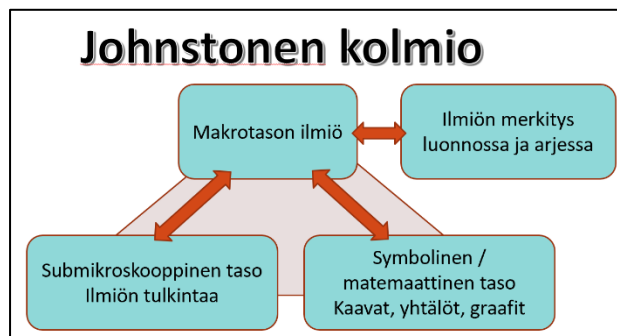 Johnstonen kolmio
Makrotason ilmiö
Ilmiön merkitys
luonnossa ja arjessa
Submikroskooppinen taso
Ilmiön tulkintaa
Symbolinen /
matemaattinen taso
Kaavat, yhtälöt, graafit